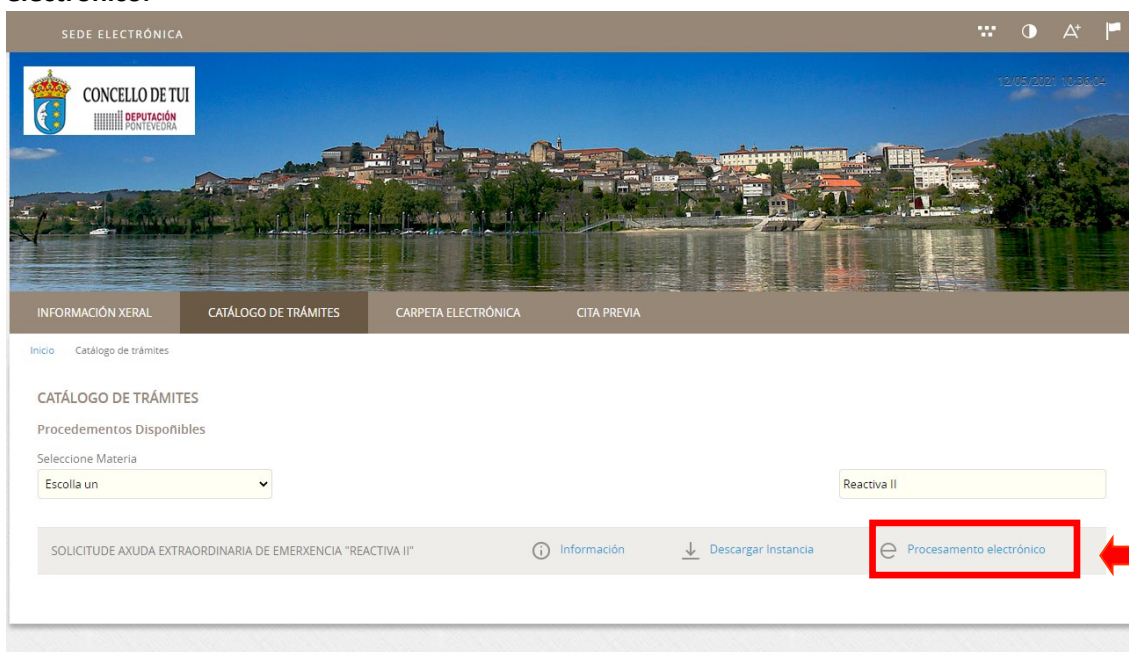 electrónico.
SEDE ELECTRÓNICA
A+
12/05/2021 10:36:04
CONCELLO DE TUI
DEPUTACIÓN
PONTEVEDRA
INFORMACIÓN XERAL CATÁLOGO DE TRÁMITES CARPETA ELECTRÓNICA CITA PREVIA
Inicio Catálogo de trámites
CATÁLOGO DE TRÁMITES
Procedementos Dispoñibles
Seleccione Materia
Escolla un Reactiva II
SOLICITUDE AXUDA EXTRAORDINARIA DE EMERXENCIA "REACTIVA II" Información Descargar Instancia Procesamento electrónico